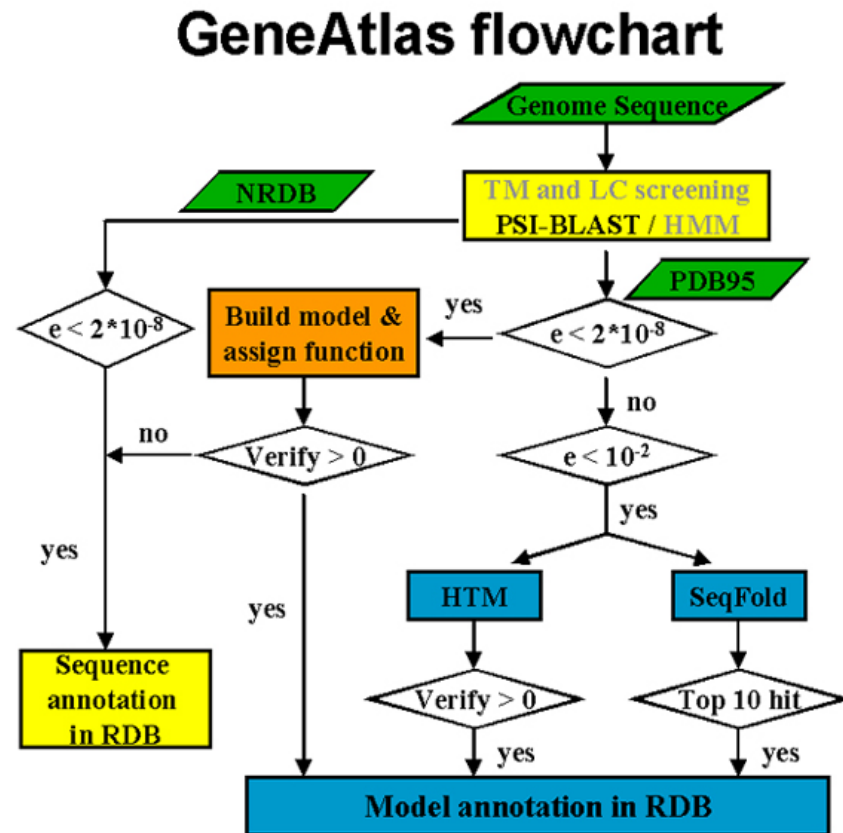 GeneAtlas flowchart
Genome Sequence
NRDB
TM and LC screening
PSI-BLAST / HMM
PDB95
e < 2*10-8
Build model &
assign function
yes
e < 2*10-8
no
no
Verify > 0
e < 10-2
yes
yes
yes
HTM
SeqFold
Sequence
annotation
in RDB
Verify > 0
Top 10 hit
yes
yes
Model annotation in RDB